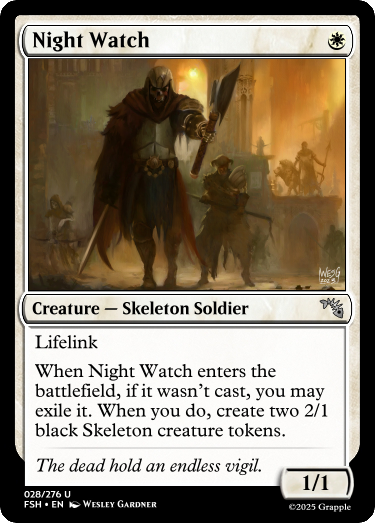 Night Watch
Creature — Skeleton Soldier
Lifelink
When Night Watch enters the
battlefield, if it wasn't cast, you may
exile it. When you do, create two 2/1
black Skeleton creature tokens.
The dead hold an endless vigil.
1/1
028/276 U
FSH • EN Wesley Gardner
©2025 Grapple